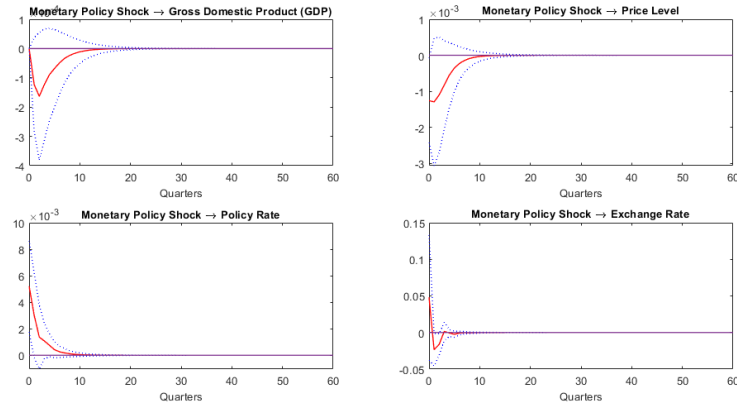 Monetary Policy Shock → Gross Domestic Product (GDP)
1
0
-1
-2
-3
-4
0 10 20 30 40 50 60
Quarters
× 10⁻³ Monetary Policy Shock → Price Level
1
0
-1
-2
-3
0 10 20 30 40 50 60
Quarters
× 10⁻³ Monetary Policy Shock → Policy Rate
10
8
6
4
2
0
0 10 20 30 40 50 60
Quarters
Monetary Policy Shock → Exchange Rate
0.15
0.1
0.05
0
-0.05
0 10 20 30 40 50 60
Quarters